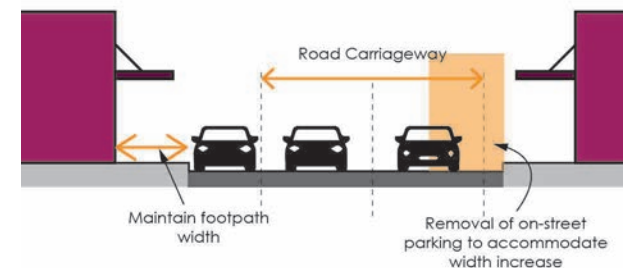 Road Carriageway
Maintain footpath
width
Removal of on-street
parking to accommodate
width increase